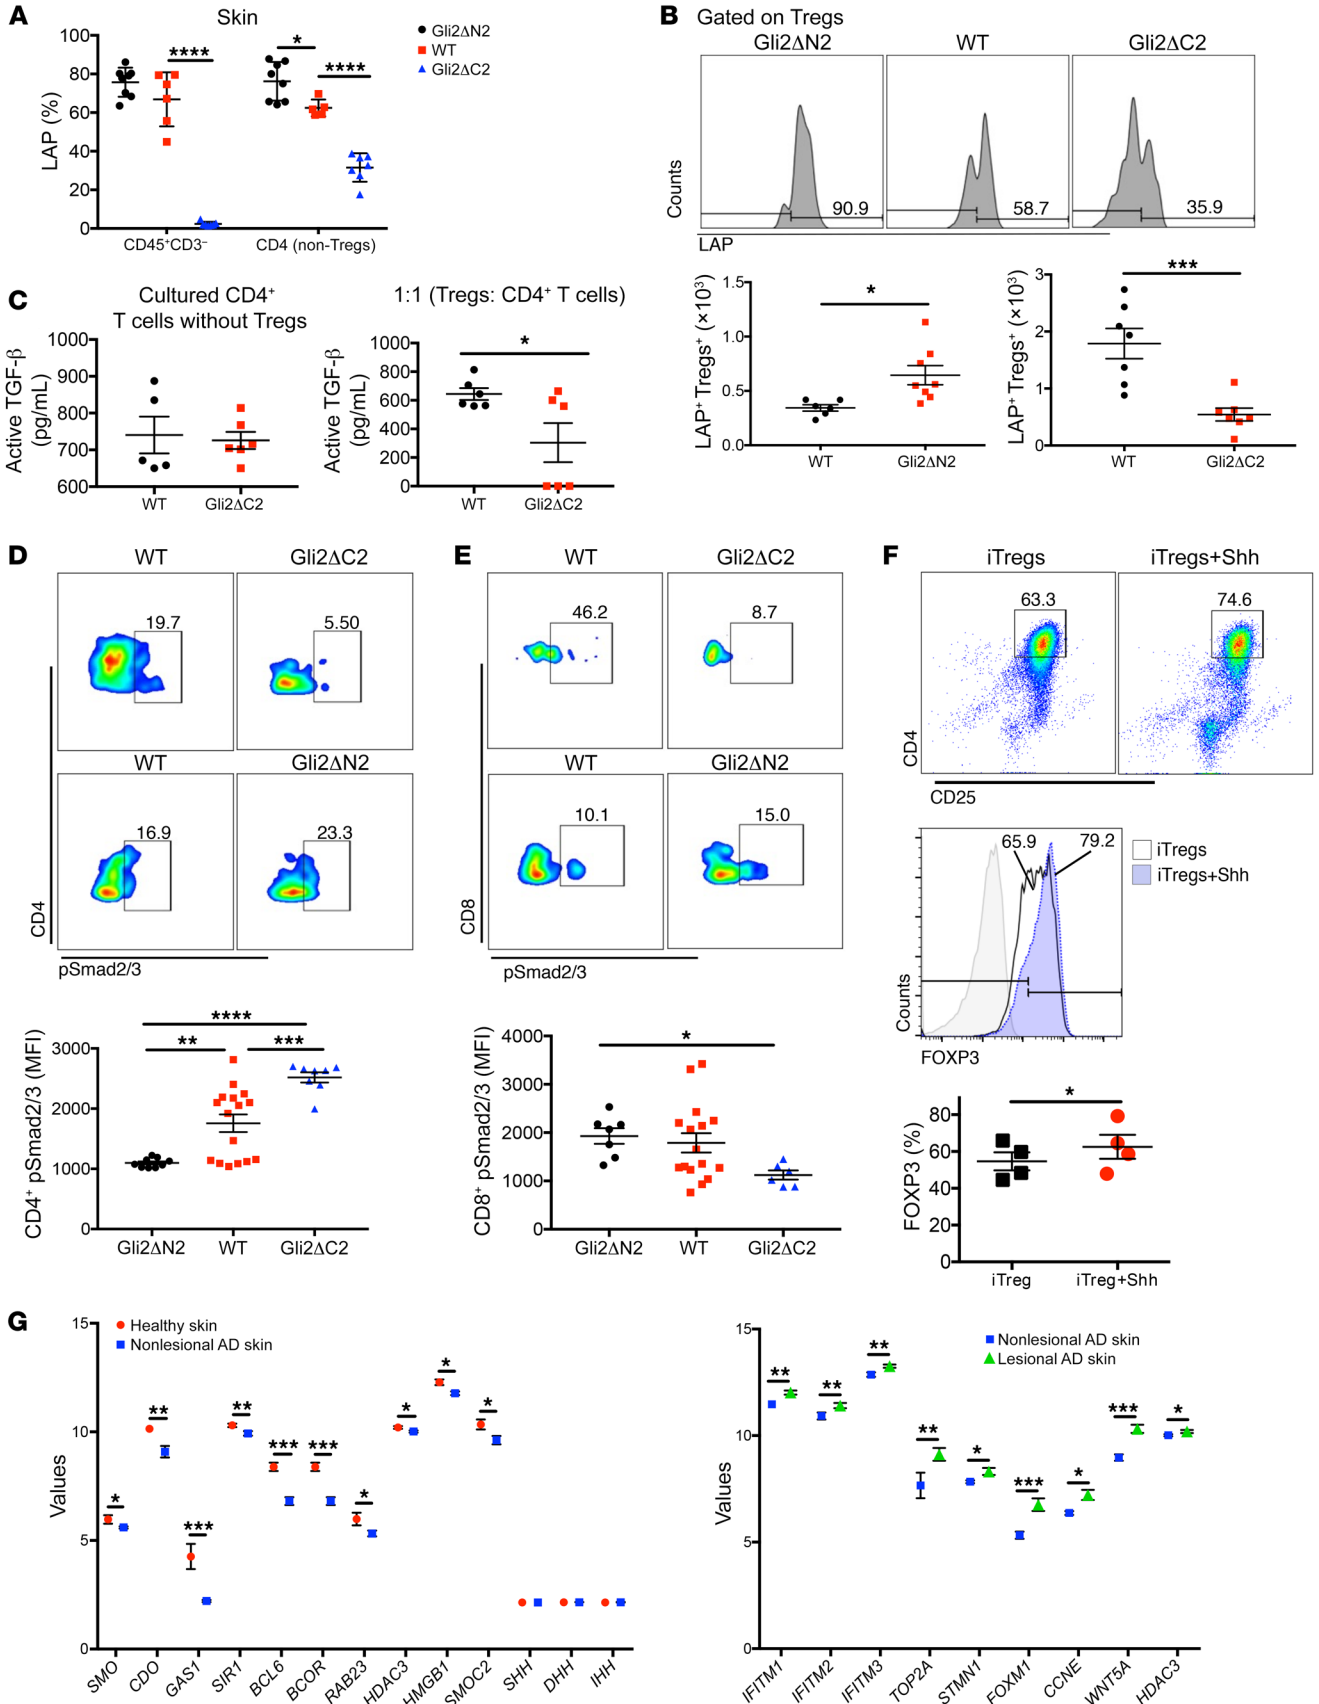 A
Skin
Gli2ΔN2
WT
Gli2ΔC2
*
****
****
LAP (%)
100
80
60
40
20
0
CD45+CD3–
CD4 (non-Tregs)
B Gated on Tregs
Gli2ΔN2 WT Gli2ΔC2
Counts
90.9 58.7 35.9
LAP
LAP+ Tregs+ (×10³)
1.5
1.0
0.5
0.0
*
WT Gli2ΔN2
LAP+ Tregs+ (×10³)
3
2
1
0
***
WT Gli2ΔC2
C
Cultured CD4+
T cells without Tregs
Active TGF-β
(pg/mL)
1000
900
800
700
600
WT Gli2ΔC2
1:1 (Tregs: CD4+ T cells)
Active TGF-β
(pg/mL)
1000
800
600
400
200
0
*
WT Gli2ΔC2
D
WT Gli2ΔC2
19.7 5.50
WT Gli2ΔN2
16.9 23.3
CD4
pSmad2/3
CD4+ pSmad2/3 (MFI)
3000
2000
1000
0
****
** ***
Gli2ΔN2 WT Gli2ΔC2
E
WT Gli2ΔC2
46.2 8.7
WT Gli2ΔN2
10.1 15.0
CD8
pSmad2/3
CD8+ pSmad2/3 (MFI)
4000
3000
2000
1000
0
*
Gli2ΔN2 WT Gli2ΔC2
F
iTregs iTregs+Shh
63.3 74.6
CD4
CD25
65.9 79.2
iTregs
iTregs+Shh
Counts
FOXP3
FOXP3 (%)
80
60
40
20
0
*
iTreg iTreg+Shh
G
Healthy skin
Nonlesional AD skin
Values
15
10
5
0
* ** *** ** *** *** * * * *
SMO CDO GAS1 SIR1 BCL6 BCOR RAB23 HDAC3 HMGB1 SMOC2 SHH DHH IHH
Nonlesional AD skin
Lesional AD skin
Values
15
10
5
0
** ** ** ** * *** * *** *
IFITM1 IFITM2 IFITM3 TOP2A STMN1 FOXM1 CCNE WNT5A HDAC3